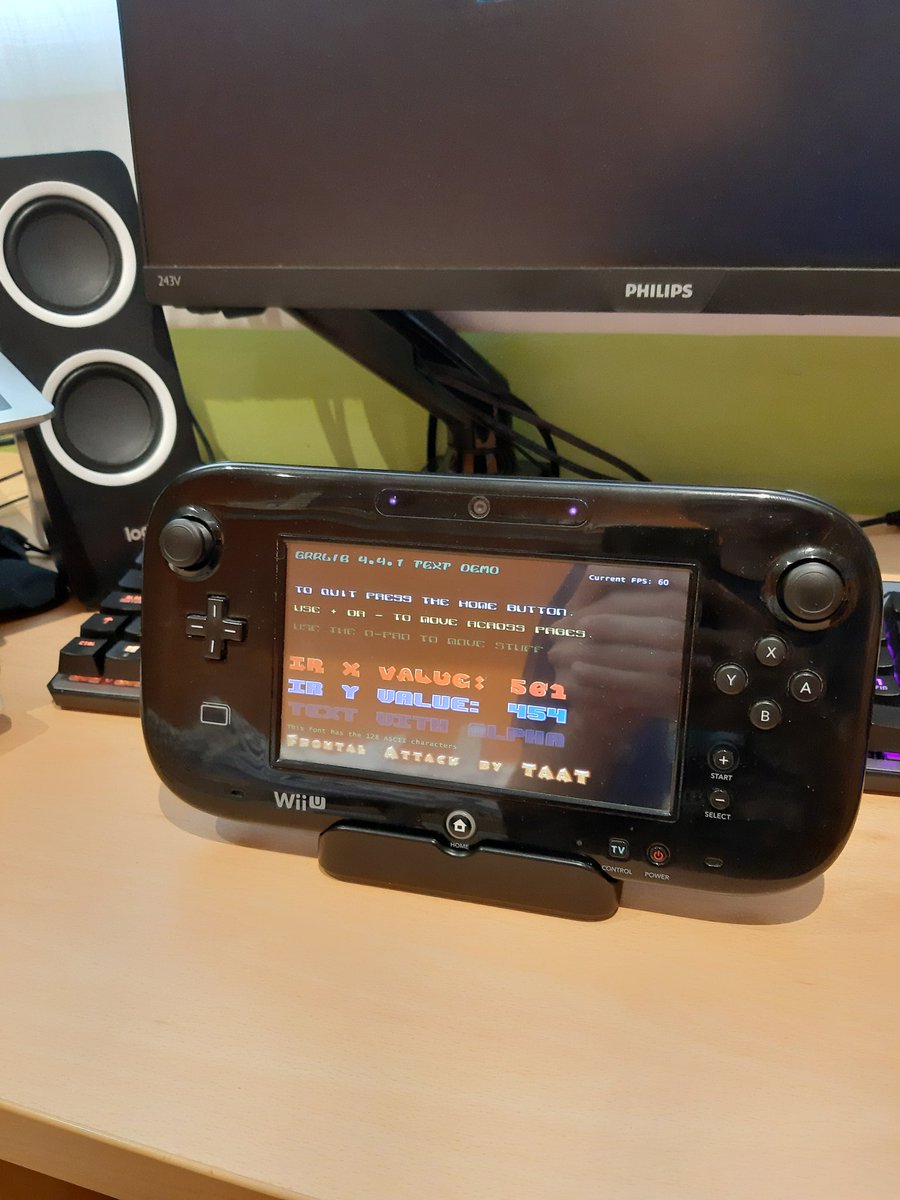 243V
PHILIPS
GRRLIB 4.4.1 TEXT DEMO
Current FPS: 60
TO QUIT PRESS THE HOME BUTTON.
USE + OR - TO MOVE ACROSS PAGES.
USE THE D-PAD TO MOVE STUFF
IR X VALUE: 502
IR Y VALUE: 454
TEXT WITH ALPHA
This font has the 128 ASCII characters
FRONTAL ATTACK BY TAAT
X
Y
A
B
+
START
-
SELECT
Wii U
HOME
TV
CONTROL
POWER